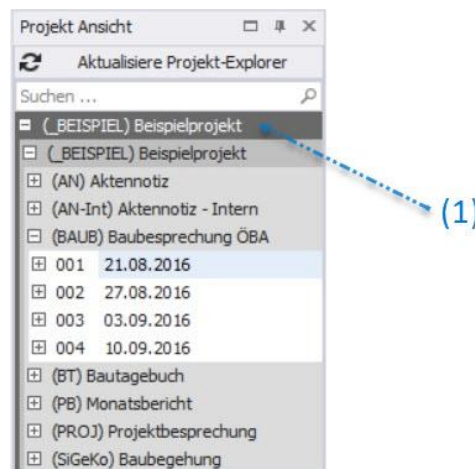 Projekt Ansicht
Aktualisiere Projekt-Explorer
Suchen ...
(_BEISPIEL) Beispielprojekt
(_BEISPIEL) Beispielprojekt
(AN) Aktennotiz
(AN-Int) Aktennotiz - Intern
(1)
(BAUB) Baubesprechung ÖBA
001 21.08.2016
002 27.08.2016
003 03.09.2016
004 10.09.2016
(BT) Bautagebuch
(PB) Monatsbericht
(PROJ) Projektbesprechung
(SiGeKo) Baubegehung